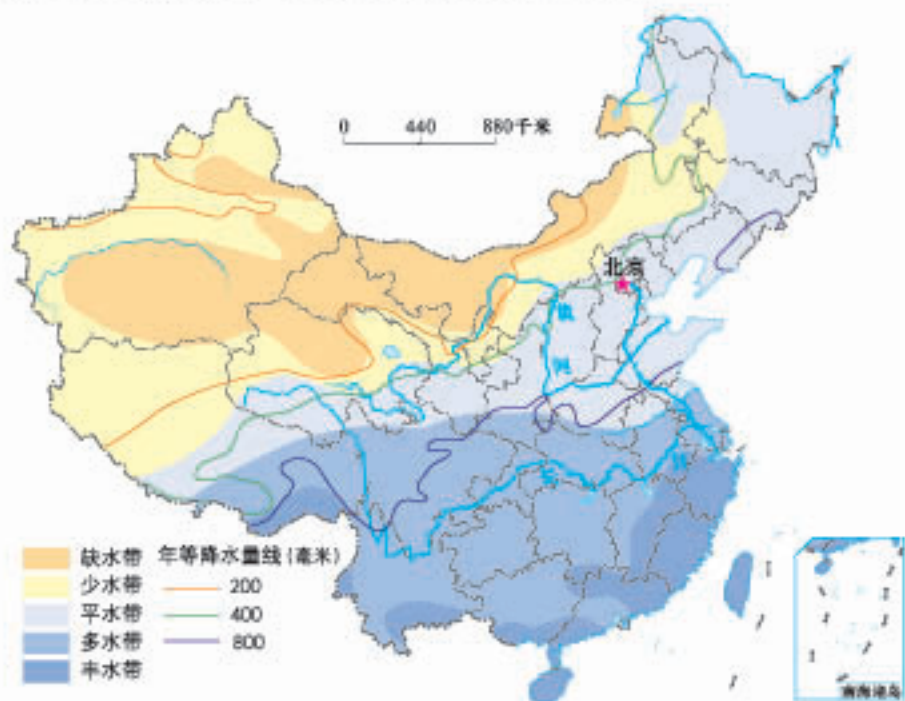 0 440 880千米
北京
黄河
长江
缺水带
少水带
平水带
多水带
丰水带
年等降水量线(毫米)
200
400
800
南海诸岛